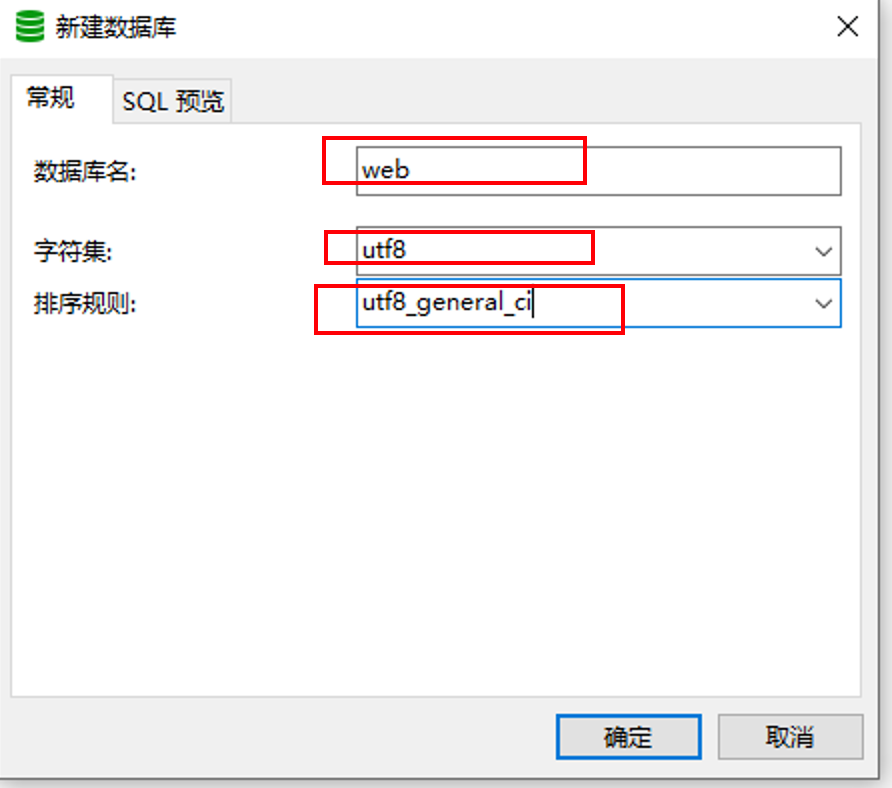 新建数据库
常规 SQL 预览
数据库名: web
字符集: utf8
排序规则: utf8_general_ci
确定 取消